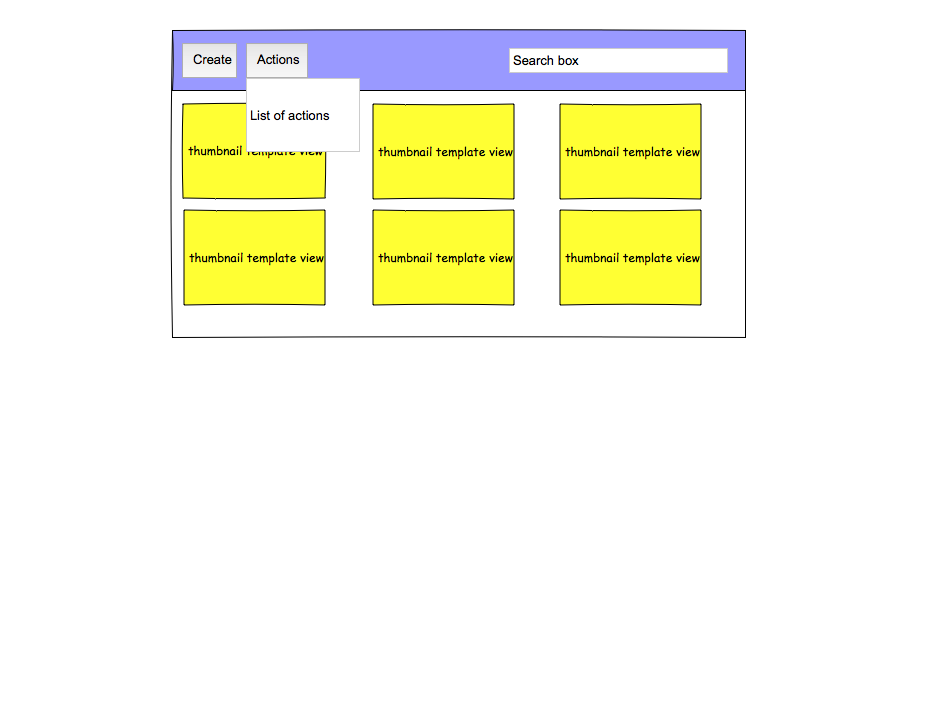 Create
Actions
Search box
List of actions
thumbnail template view
thumbnail template view
thumbnail template view
thumbnail template view
thumbnail template view
thumbnail template view